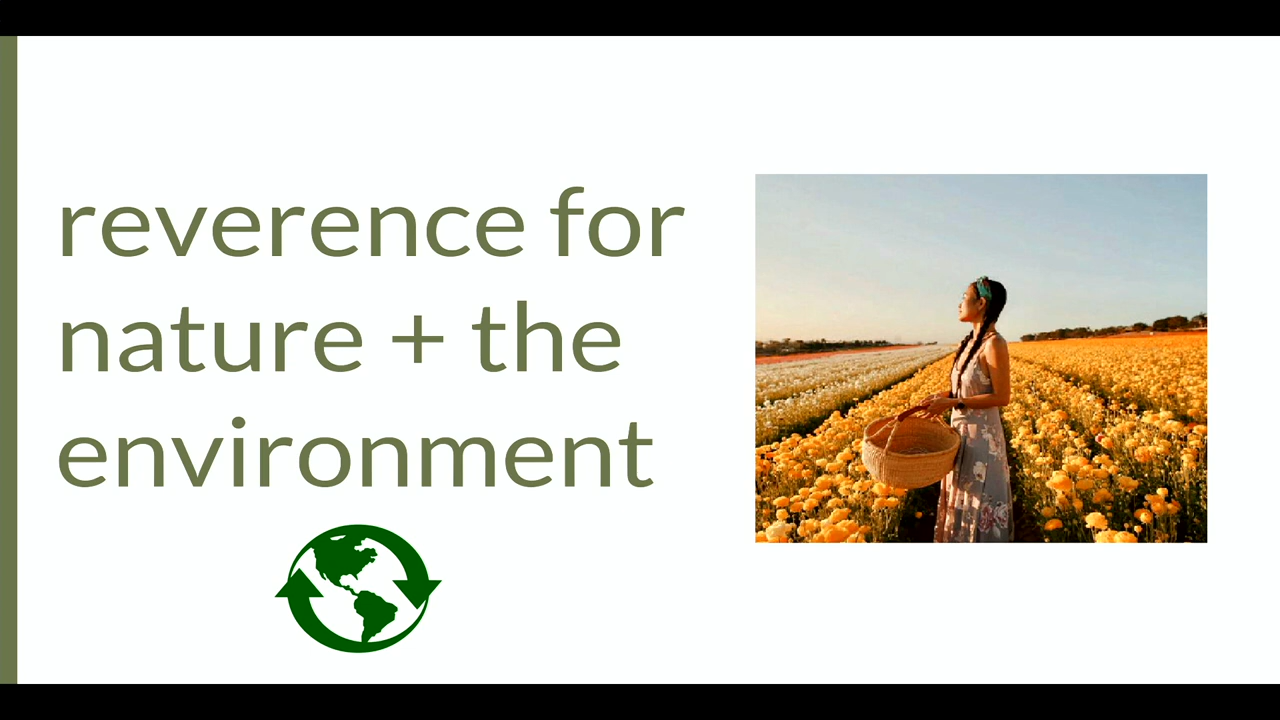 reverence for
nature + the
environment